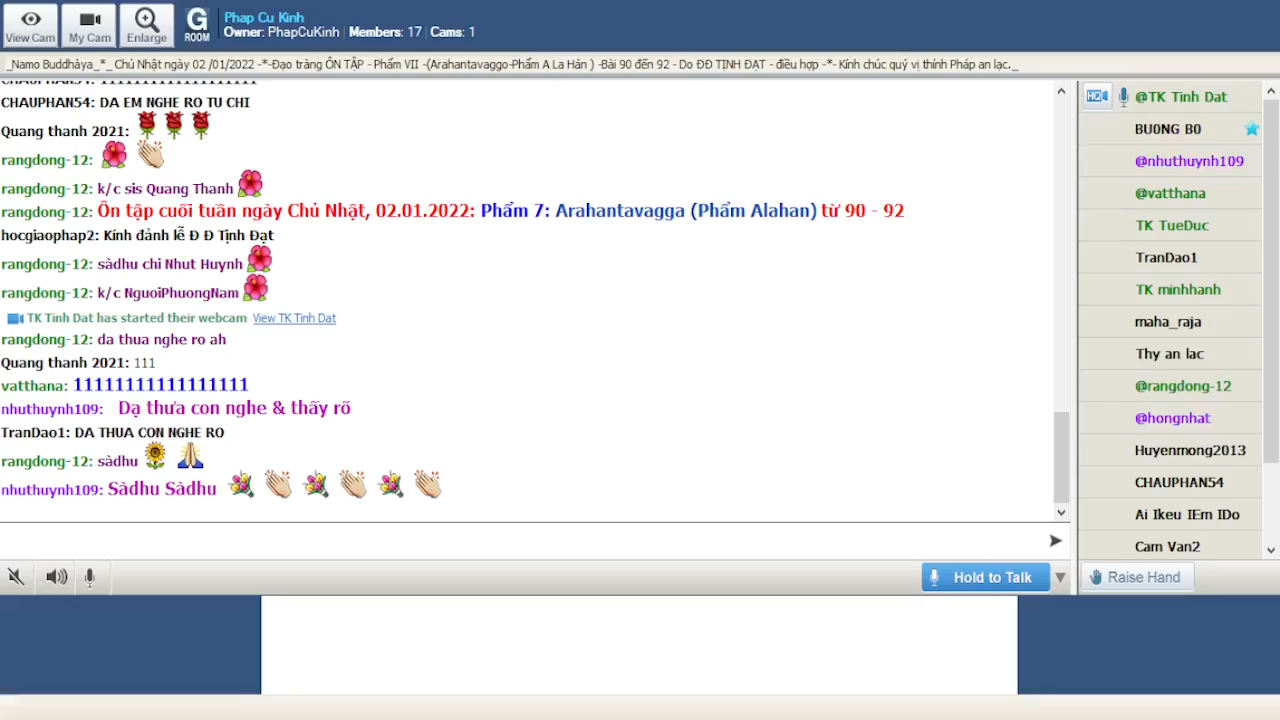 View Cam
My Cam
Enlarge
G
ROOM
Phap Cu Kinh
Owner: PhapCuKinh | Members: 17 | Cams: 1
_Namo Buddhàya_*_ Chủ Nhật ngày 02 /01/2022 -*-Đạo tràng ÔN TẬP - Phẩm VII -(Arahantavaggo-Phẩm A La Hán ) -Bài 90 đến 92 - Do ĐĐ TỊNH ĐẠT - điều hợp -*- Kính chúc quý vị thính Pháp an lạc._
CHAUPHAN54: DA EM NGHE RO TU CHI
Quang thanh 2021:
rangdong-12:
rangdong-12: k/c sis Quang Thanh
rangdong-12: Ôn tập cuối tuần ngày Chủ Nhật, 02.01.2022: Phẩm 7: Arahantavagga (Phẩm Alahan) từ 90 - 92
hocgiaophap2: Kính đảnh lễ Đ Đ Tịnh Đạt
rangdong-12: sàdhu chi Nhut Huynh
rangdong-12: k/c NguoiPhuongNam
TK Tinh Dat has started their webcam View TK Tinh Dat
rangdong-12: da thua nghe ro ah
Quang thanh 2021: 111
vatthana: 11111111111111111
nhuthuynh109: Dạ thưa con nghe & thấy rõ
TranDao1: DA THUA CON NGHE RO
rangdong-12: sàdhu
nhuthuynh109: Sàdhu Sàdhu
Hold to Talk
HD
@TK Tinh Dat
BU0NG B0
@nhuthuynh109
@vatthana
TK TueDuc
TranDao1
TK minhhanh
maha_raja
Thy an lac
@rangdong-12
@hongnhat
Huyenmong2013
CHAUPHAN54
Ai Ikeu IEm IDo
Cam Van2
Raise Hand